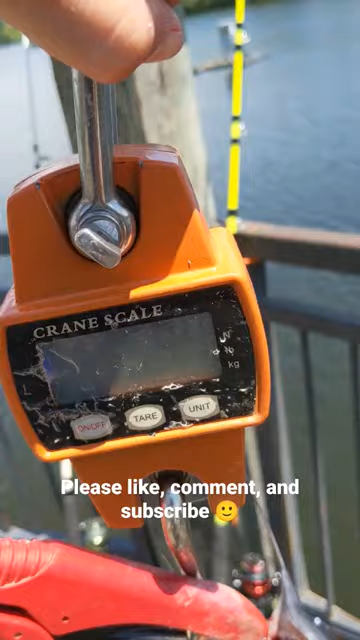 CRANE SCALE
N
lb
kg
ON/OFF
TARE
UNIT
Please like, comment, and
subscribe 🙂